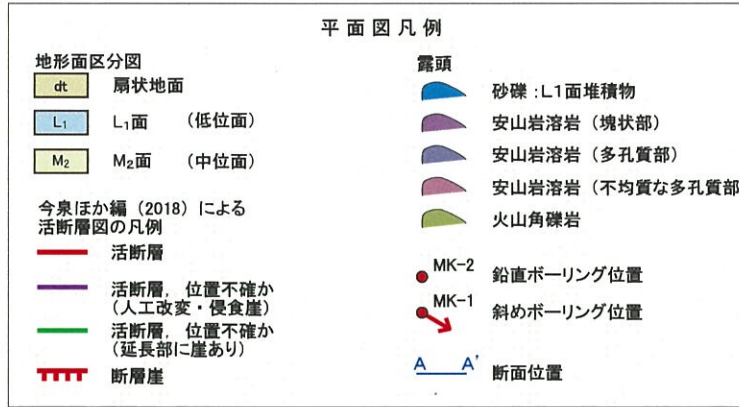 平面図凡例
地形面区分図
dt 扇状地面
L₁ L₁面 (低位面)
M₂ M₂面 (中位面)
今泉ほか編（2018）による
活断層図の凡例
活断層
活断層，位置不確か
（人工改変・侵食崖）
活断層，位置不確か
（延長部に崖あり）
断層崖
露頭
砂礫：L1面堆積物
安山岩溶岩（塊状部）
安山岩溶岩（多孔質部）
安山岩溶岩（不均質な多孔質部
火山角礫岩
MK-2 鉛直ボーリング位置
MK-1 斜めボーリング位置
A A' 断面位置